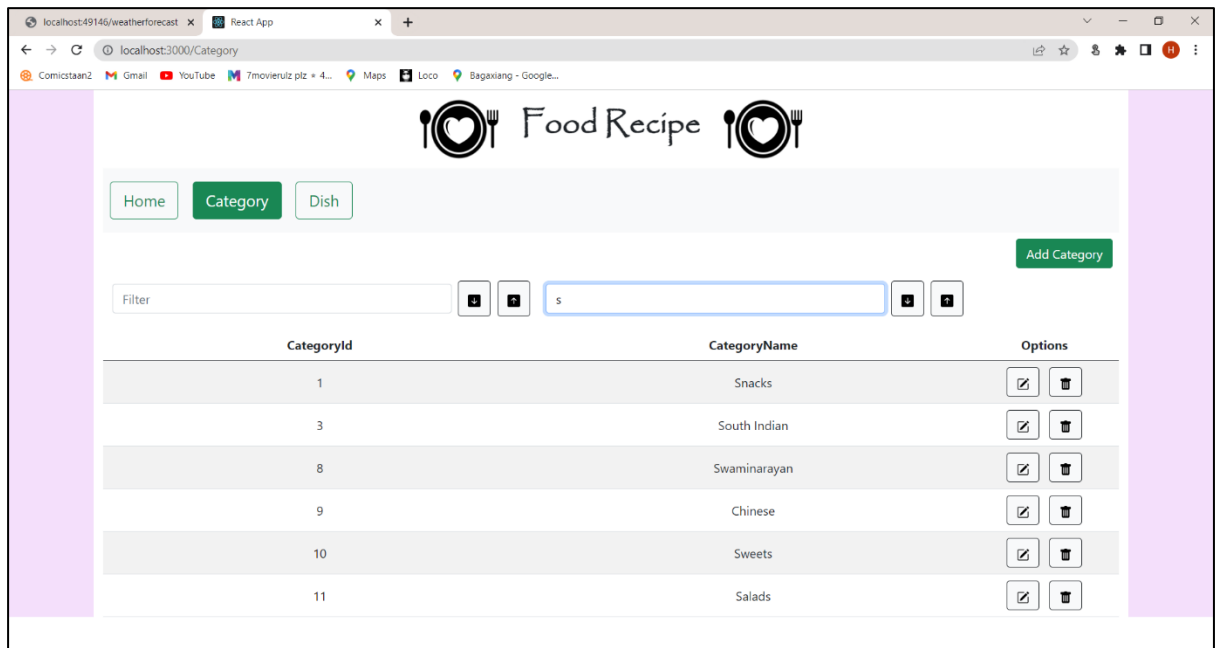 localhost:49146/weatherforecast React App
localhost:3000/Category
H
Comicstaan2 Gmail YouTube 7movierulz plz = 4... Maps Loco Bagaxiang - Google...
Food Recipe
Home Category Dish
Add Category
Filter s
CategoryId CategoryName Options
1 Snacks
3 South Indian
8 Swaminarayan
9 Chinese
10 Sweets
11 Salads